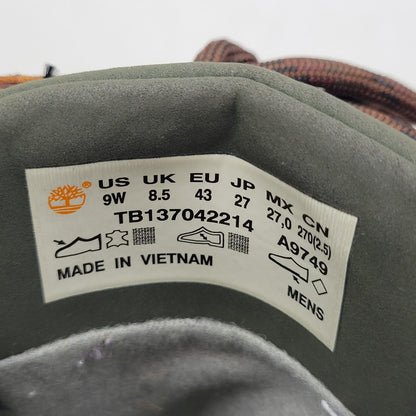 US UK EU JP MX CN
9W 8.5 43 27 27,0 270(2.5)
TB137042214 A9749
MADE IN VIETNAM
MENS